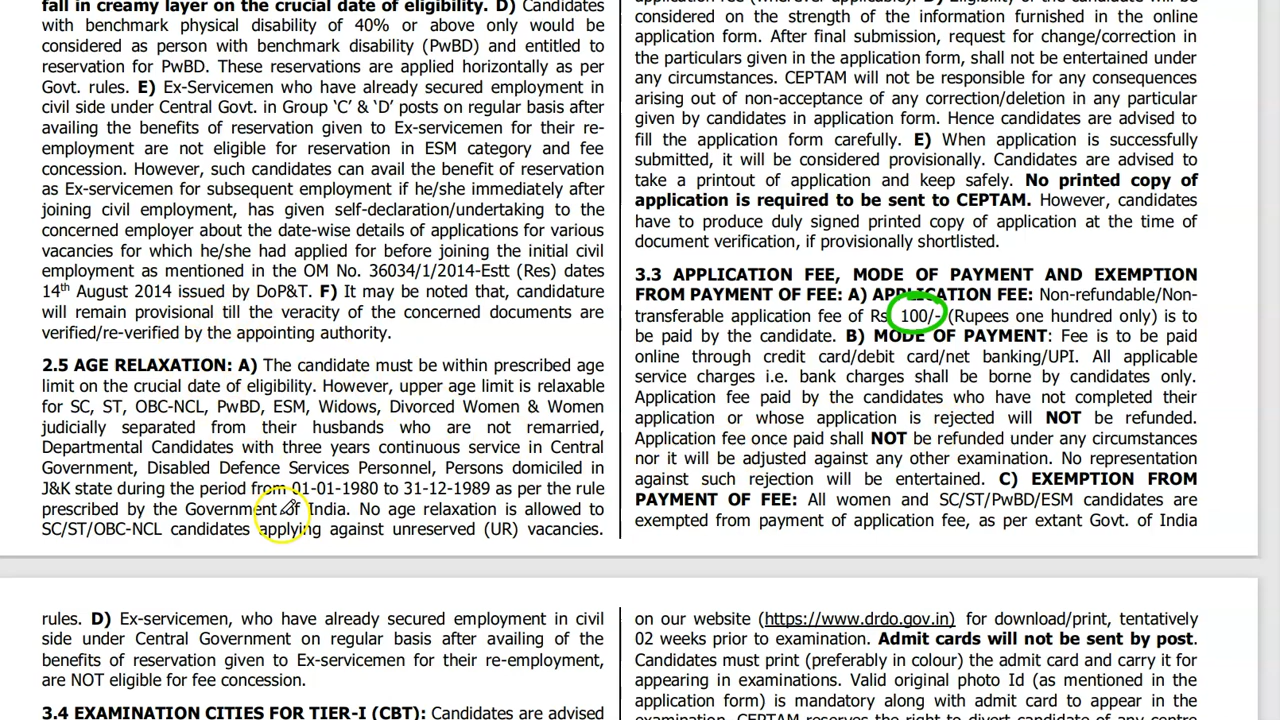 fall in creamy layer on the crucial date of eligibility. D) Candidates
with benchmark physical disability of 40% or above only would be
considered as person with benchmark disability (PwBD) and entitled to
reservation for PwBD. These reservations are applied horizontally as per
Govt. rules. E) Ex-Servicemen who have already secured employment in
civil side under Central Govt. in Group ‘C’ & ‘D’ posts on regular basis after
availing the benefits of reservation given to Ex-servicemen for their re-
employment are not eligible for reservation in ESM category and fee
concession. However, such candidates can avail the benefit of reservation
as Ex-Servicemen for subsequent employment if he/she immediately after
joining civil employment, has given self-declaration/undertaking to the
concerned employer about the date-wise details of applications for various
vacancies for which he/she had applied for before joining the initial civil
employment as mentioned in the OM No. 36034/1/2014-Estt (Res) dates
14th August 2014 issued by DoP&T. F) It may be noted that, candidature
will remain provisional till the veracity of the concerned documents are
verified/re-verified by the appointing authority.
2.5 AGE RELAXATION: A) The candidate must be within prescribed age
limit on the crucial date of eligibility. However, upper age limit is relaxable
for SC, ST, OBC-NCL, PwBD, ESM, Widows, Divorced Women & Women
judicially separated from their husbands who are not remarried,
Departmental Candidates with three years continuous service in Central
Government, Disabled Defence Services Personnel, Persons domiciled in
J&K state during the period from 01-01-1980 to 31-12-1989 as per the rule
prescribed by the Government of India. No age relaxation is allowed to
SC/ST/OBC-NCL candidates applying against unreserved (UR) vacancies.
considered on the strength of the information furnished in the online
application form. After final submission, request for change/correction in
the particulars given in the application form, shall not be entertained under
any circumstances. CEPTAM will not be responsible for any consequences
arising out of non-acceptance of any correction/deletion in any particular
given by candidates in application form. Hence candidates are advised to
fill the application form carefully. E) When application is successfully
submitted, it will be considered provisionally. Candidates are advised to
take a printout of application and keep safely. No printed copy of
application is required to be sent to CEPTAM. However, candidates
have to produce duly signed printed copy of application at the time of
document verification, if provisionally shortlisted.
3.3 APPLICATION FEE, MODE OF PAYMENT AND EXEMPTION
FROM PAYMENT OF FEE: A) APPLICATION FEE: Non-refundable/Non-
transferable application fee of Rs 100/- (Rupees one hundred only) is to
be paid by the candidate. B) MODE OF PAYMENT: Fee is to be paid
online through credit card/debit card/net banking/UPI. All applicable
service charges i.e. bank charges shall be borne by candidates only.
Application fee paid by the candidates who have not completed their
application or whose application is rejected will NOT be refunded.
Application fee once paid shall NOT be refunded under any circumstances
nor it will be adjusted against any other examination. No representation
against such rejection will be entertained. C) EXEMPTION FROM
PAYMENT OF FEE: All women and SC/ST/PwBD/ESM candidates are
exempted from payment of application fee, as per extant Govt. of India
rules. D) Ex-servicemen, who have already secured employment in civil
side under Central Government on regular basis after availing of the
benefits of reservation given to Ex-servicemen for their re-employment,
are NOT eligible for fee concession.
3.4 EXAMINATION CITIES FOR TIER-I (CBT): Candidates are advised
on our website (https://www.drdo.gov.in) for download/print, tentatively
02 weeks prior to examination. Admit cards will not be sent by post.
Candidates must print (preferably in colour) the admit card and carry it for
appearing in examinations. Valid original photo Id (as mentioned in the
application form) is mandatory along with admit card to appear in the